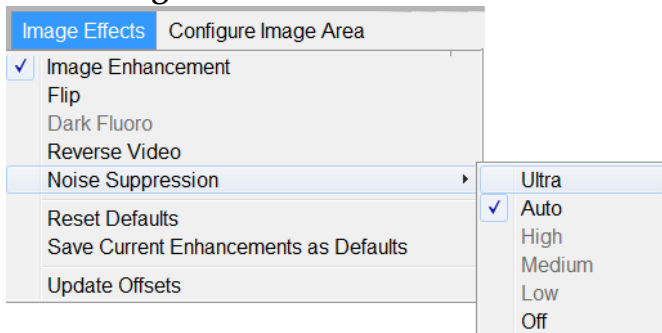 Image Effects Configure Image Area
Image Enhancement
Flip
Dark Fluoro
Reverse Video
Noise Suppression
Reset Defaults
Save Current Enhancements as Defaults
Update Offsets
Ultra
Auto
High
Medium
Low
Off